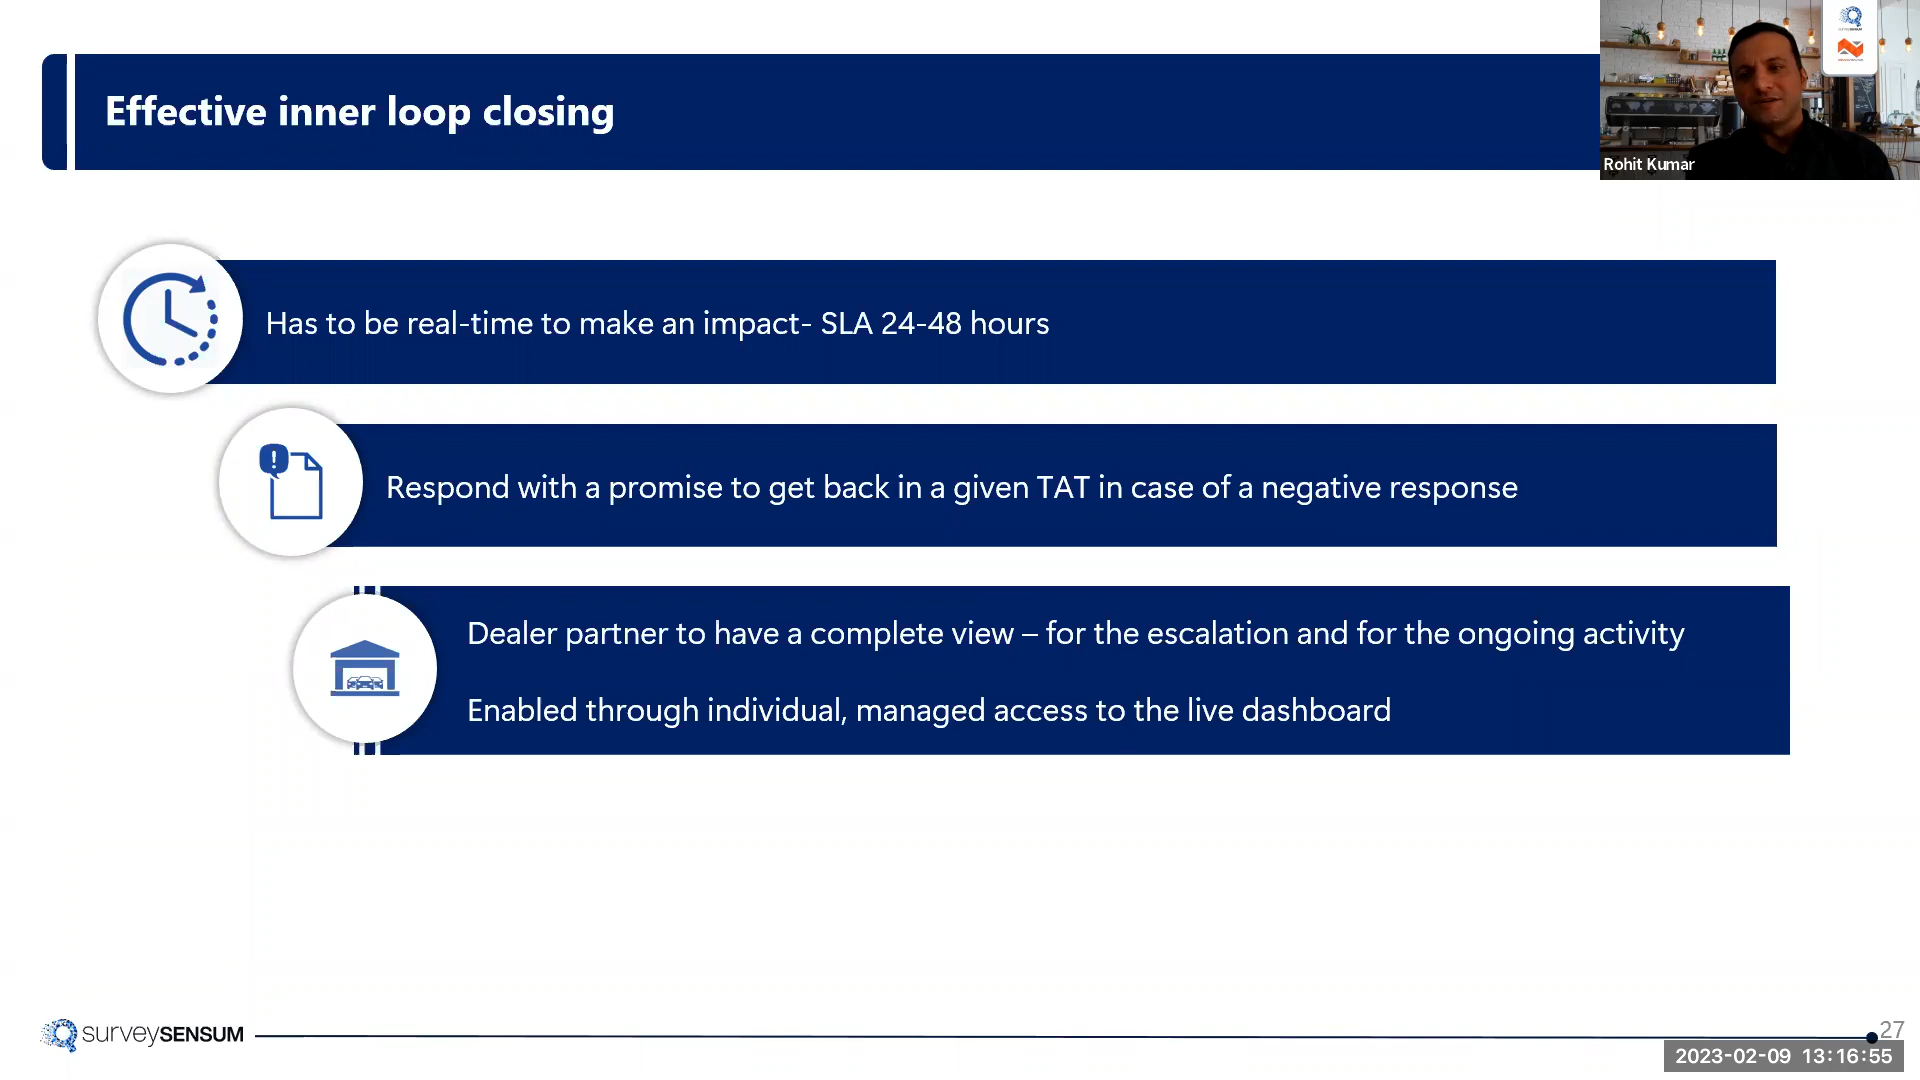 Effective inner loop closing
Rohit Kumar
Has to be real-time to make an impact- SLA 24-48 hours
Respond with a promise to get back in a given TAT in case of a negative response
Dealer partner to have a complete view – for the escalation and for the ongoing activity
Enabled through individual, managed access to the live dashboard
surveySENSUM
27
2023-02-09 13:16:55